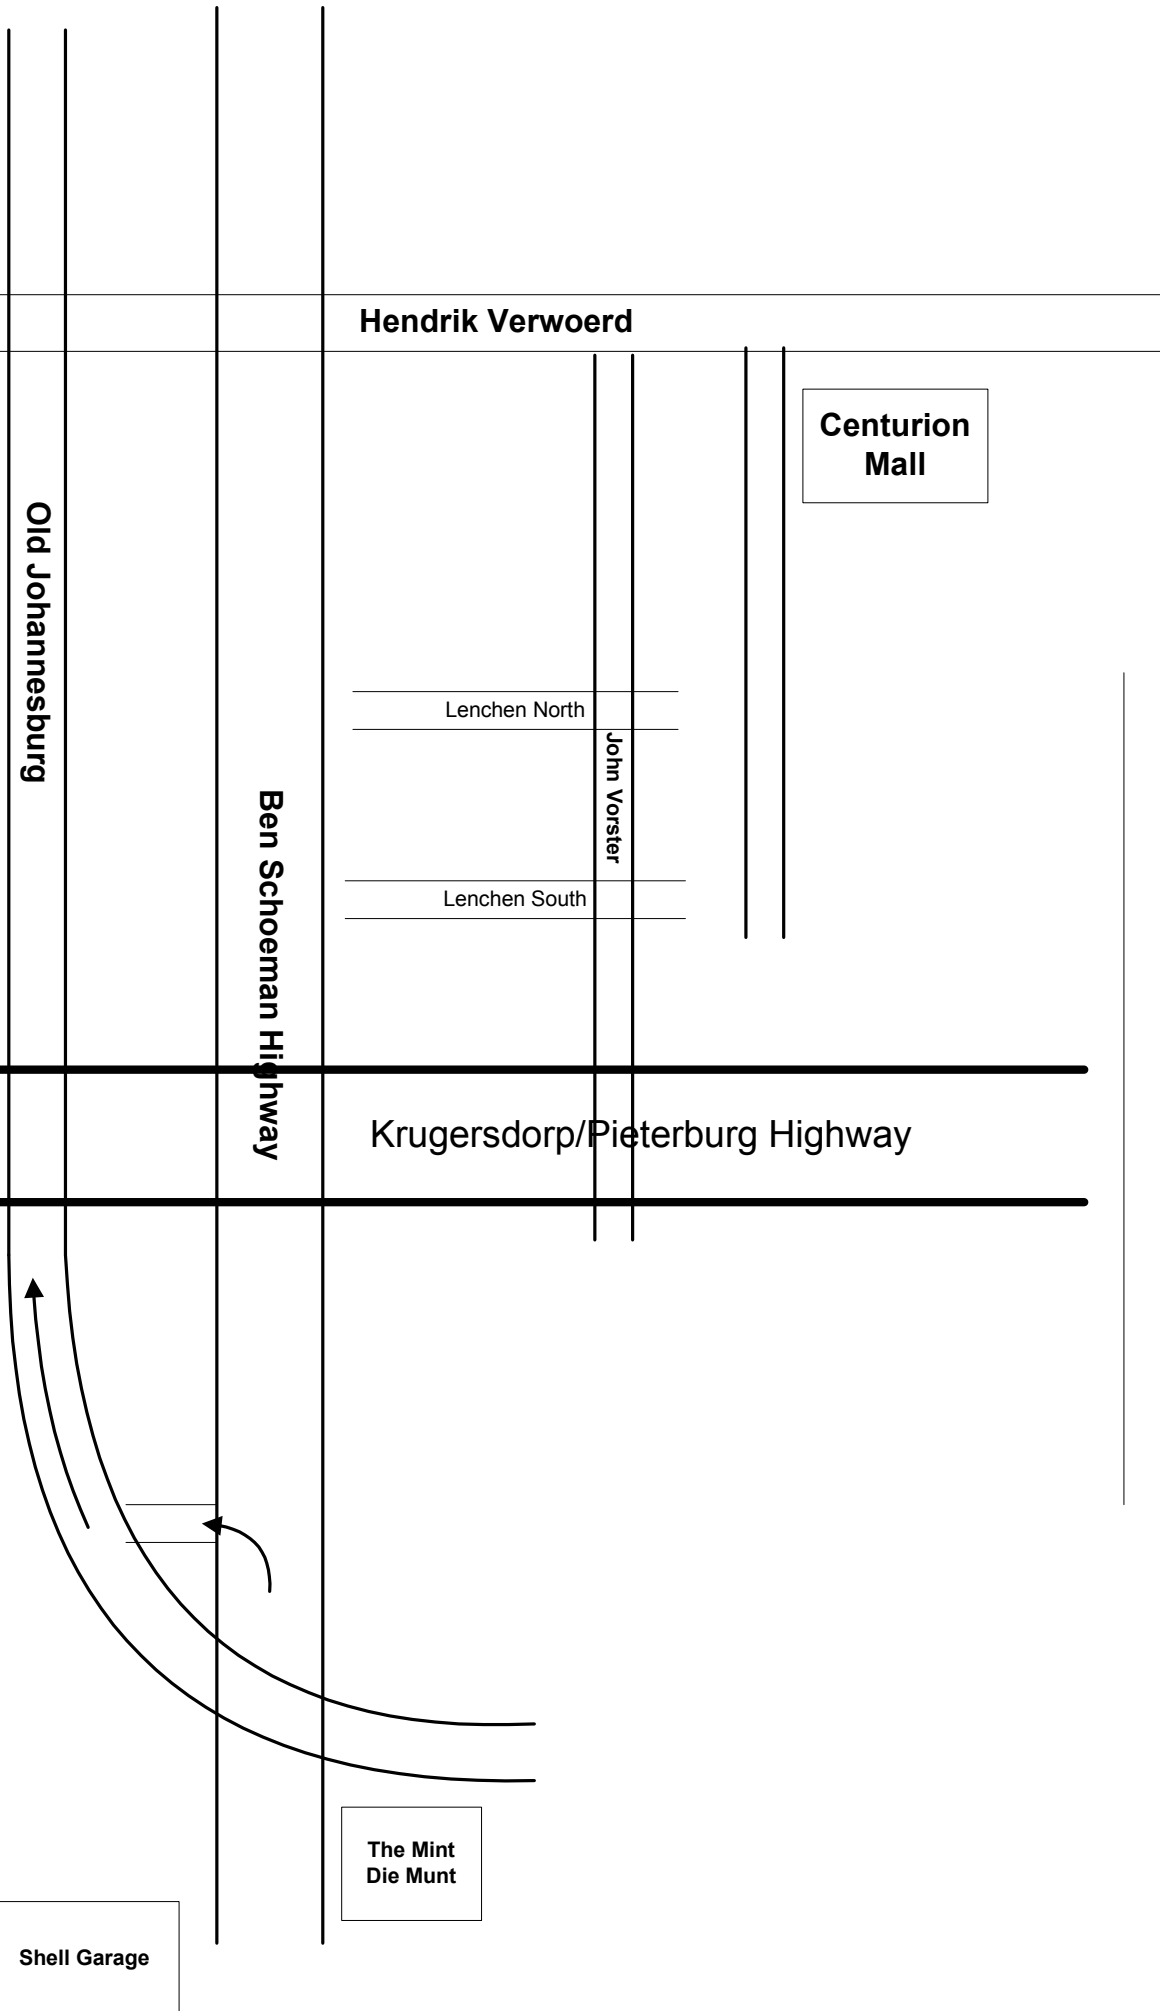 Hendrik Verwoerd
Centurion
Mall
Old Johannesburg
Lenchen North
John Vorster
Ben Schoeman Highway
Lenchen South
Krugersdorp/Pieterburg Highway
The Mint
Die Munt
Shell Garage